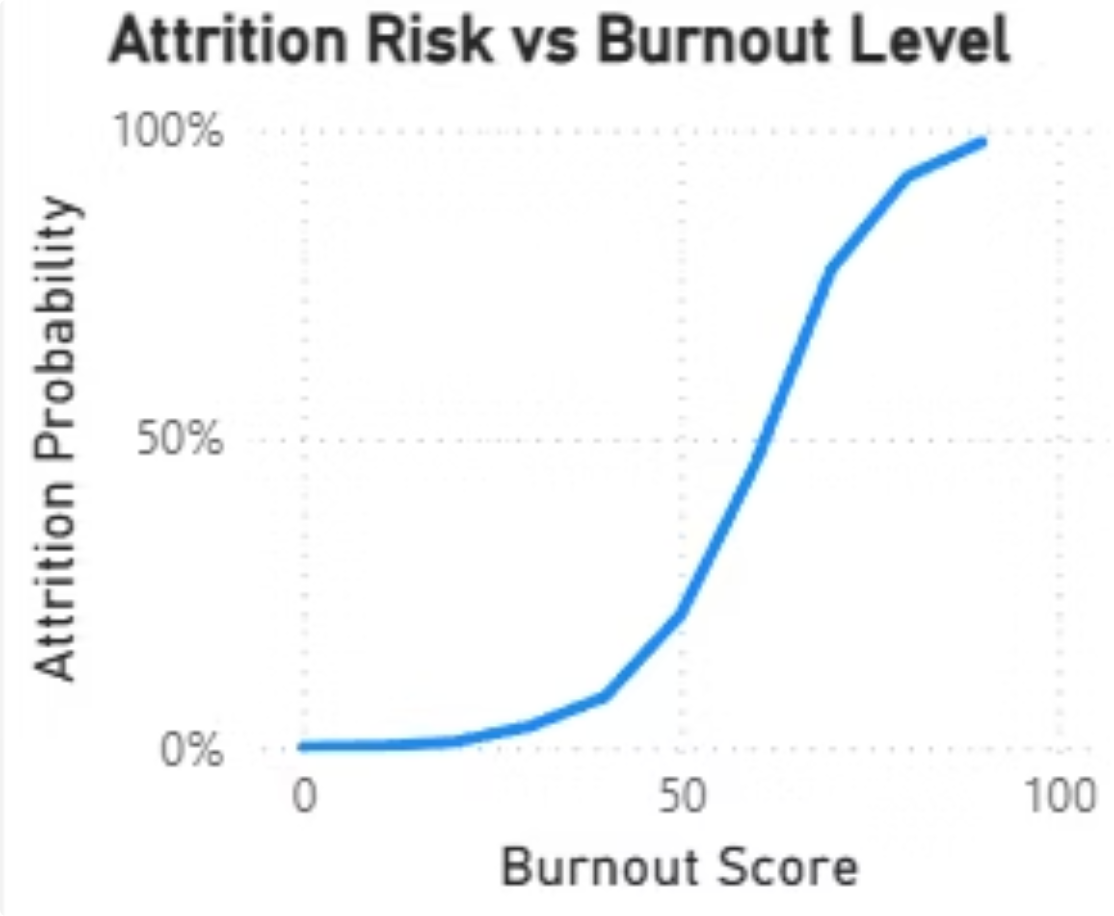 Attrition Risk vs Burnout Level
100%
50%
0%
Attrition Probability
0 50 100
Burnout Score